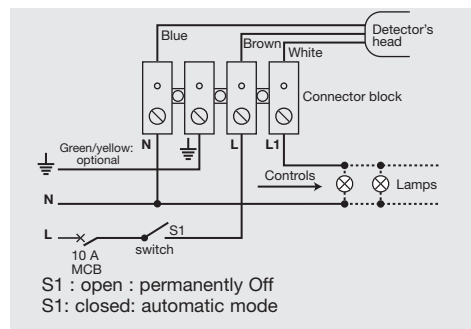 Blue
Brown
White
Detector's
head
Connector block
N
L
L1
Green/yellow:
optional
Controls
Lamps
N
L
S1
switch
10 A
MCB
S1 : open : permanently Off
S1: closed: automatic mode